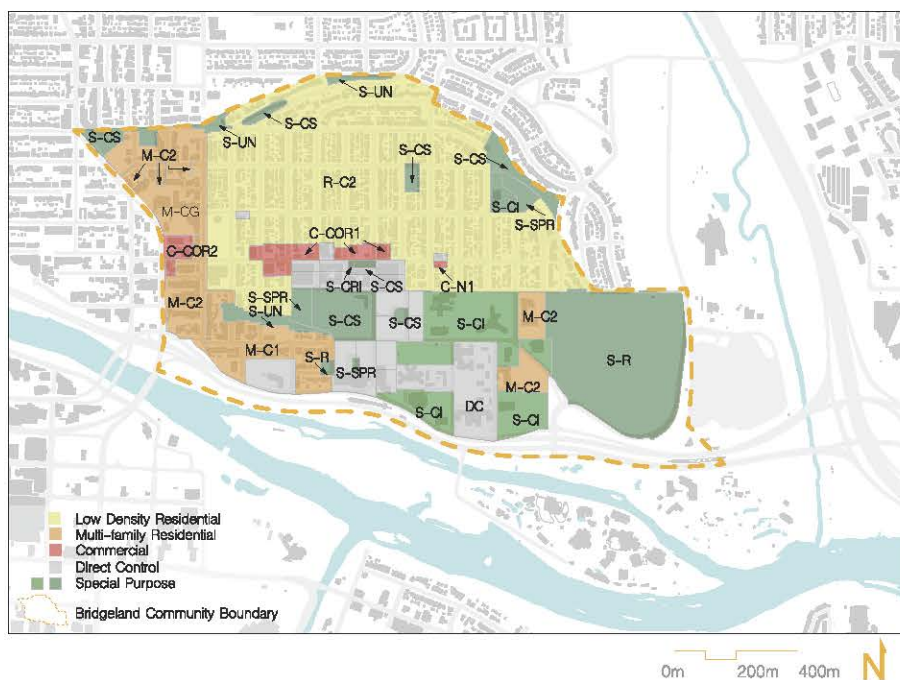 S-UN
S-CS
S-UN
S-CS
M-C2
S-CS
S-CS
R-C2
S-CI
M-CG
S-SPR
C-COR1
C-COR2
S-CRI
S-CS
C-N1
M-C2
S-SPR
S-UN
S-CS
S-CS
S-CI
M-C2
M-C1
S-R
S-SPR
S-R
M-C2
DC
S-CI
S-CI
Low Density Residential
Multi-family Residential
Commercial
Direct Control
Special Purpose
Bridgeland Community Boundary
0m 200m 400m N